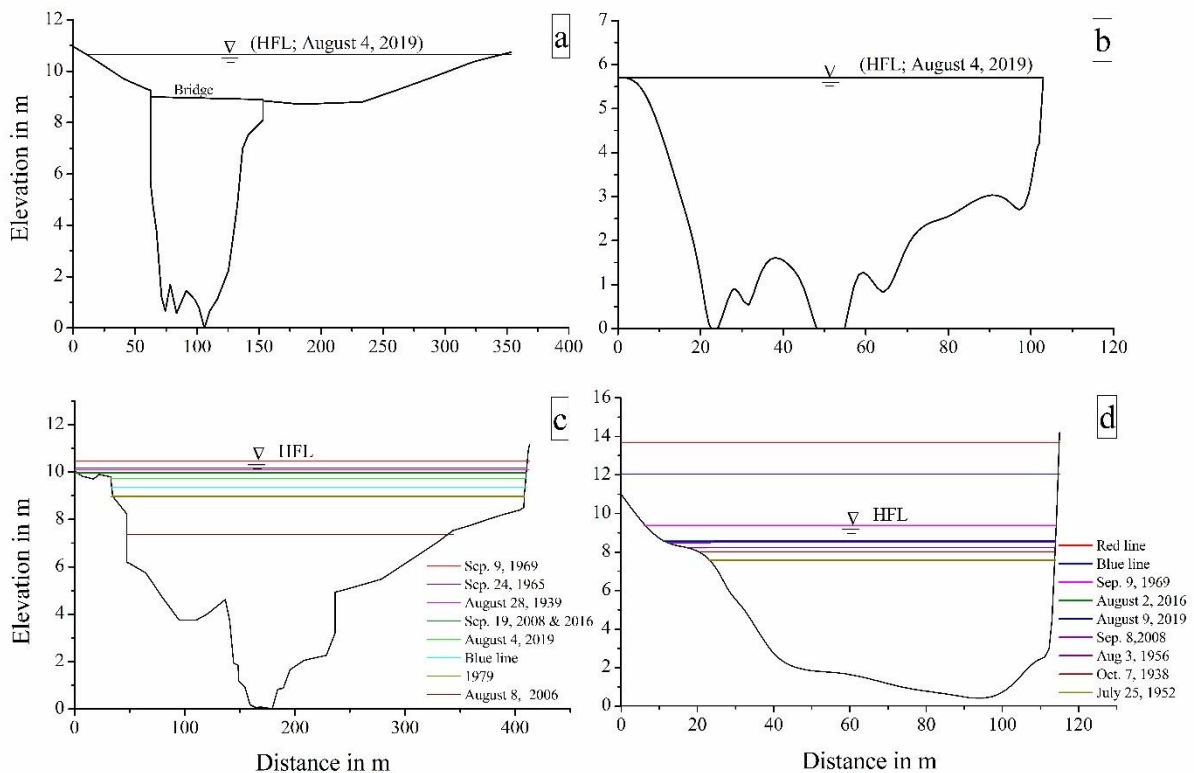 a
(HFL; August 4, 2019)
Bridge
Elevation in m
12
10
8
6
4
2
0
0 50 100 150 200 250 300 350 400
b
(HFL; August 4, 2019)
7
6
5
4
3
2
1
0
0 20 40 60 80 100 120
c
HFL
Elevation in m
12
10
8
6
4
2
0
0 100 200 300 400
Distance in m
Sep. 9, 1969
Sep. 24, 1965
August 28, 1939
Sep. 19, 2008 & 2016
August 4, 2019
Blue line
1979
August 8, 2006
d
HFL
16
14
12
10
8
6
4
2
0
0 20 40 60 80 100 120
Distance in m
Red line
Blue line
Sep. 9, 1969
August 2, 2016
August 9, 2019
Sep. 8,2008
Aug 3, 1956
Oct. 7, 1938
July 25, 1952